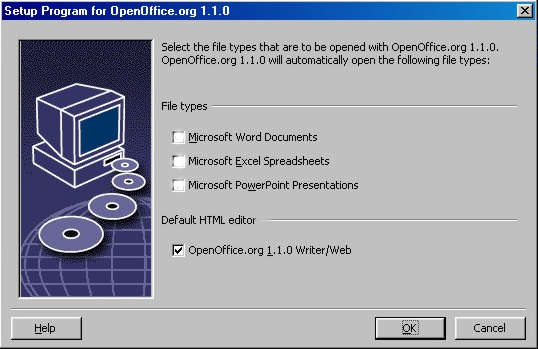 Setup Program for OpenOffice.org 1.1.0
Select the file types that are to be opened with OpenOffice.org 1.1.0.
OpenOffice.org 1.1.0 will automatically open the following file types:
File types
Microsoft Word Documents
Microsoft Excel Spreadsheets
Microsoft PowerPoint Presentations
Default HTML editor
OpenOffice.org 1.1.0 Writer/Web
Help
OK
Cancel